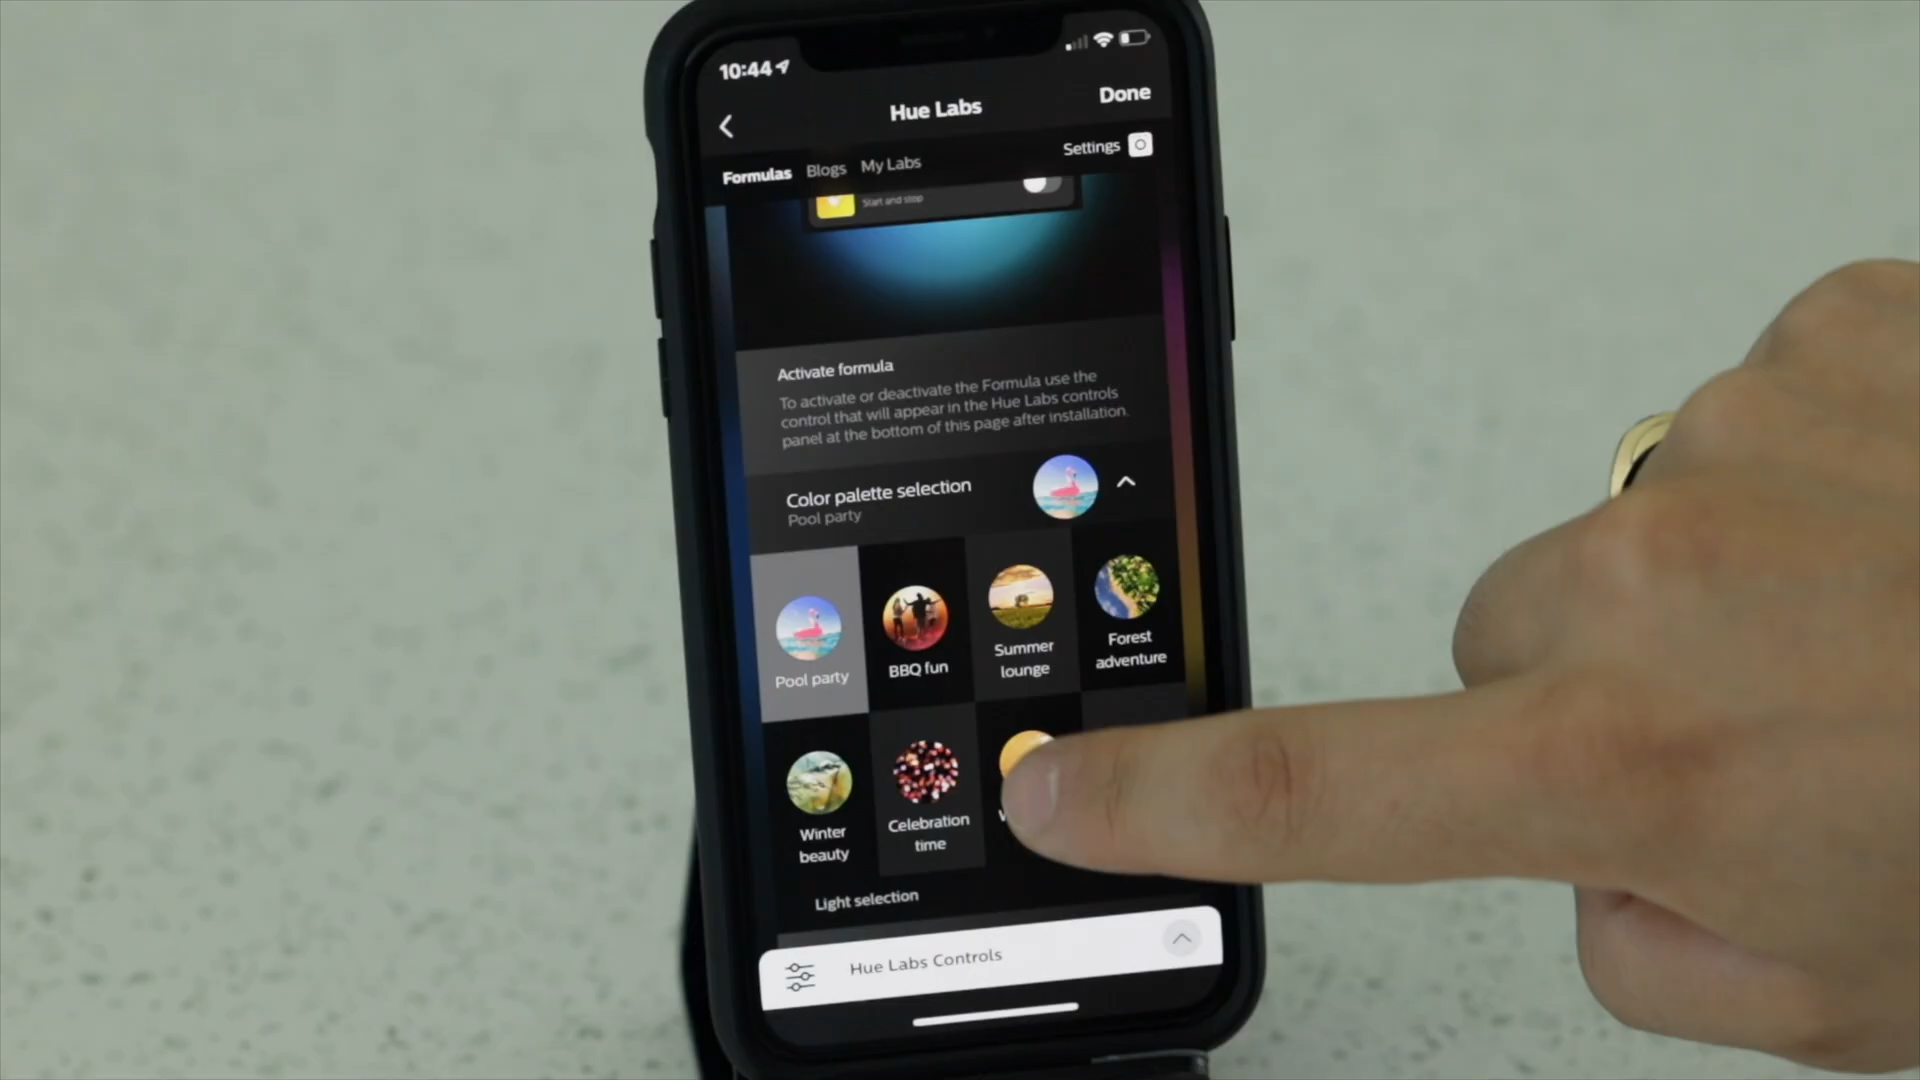 10:44
Hue Labs
Done
Formulas Blogs My Labs
Settings
Start and stop
Activate formula
To activate or deactivate the Formula use the
control that will appear in the Hue Labs controls
panel at the bottom of this page after installation.
Color palette selection
Pool party
Pool party
BBQ fun
Summer
lounge
Forest
adventure
Winter
beauty
Celebration
time
Light selection
Hue Labs Controls